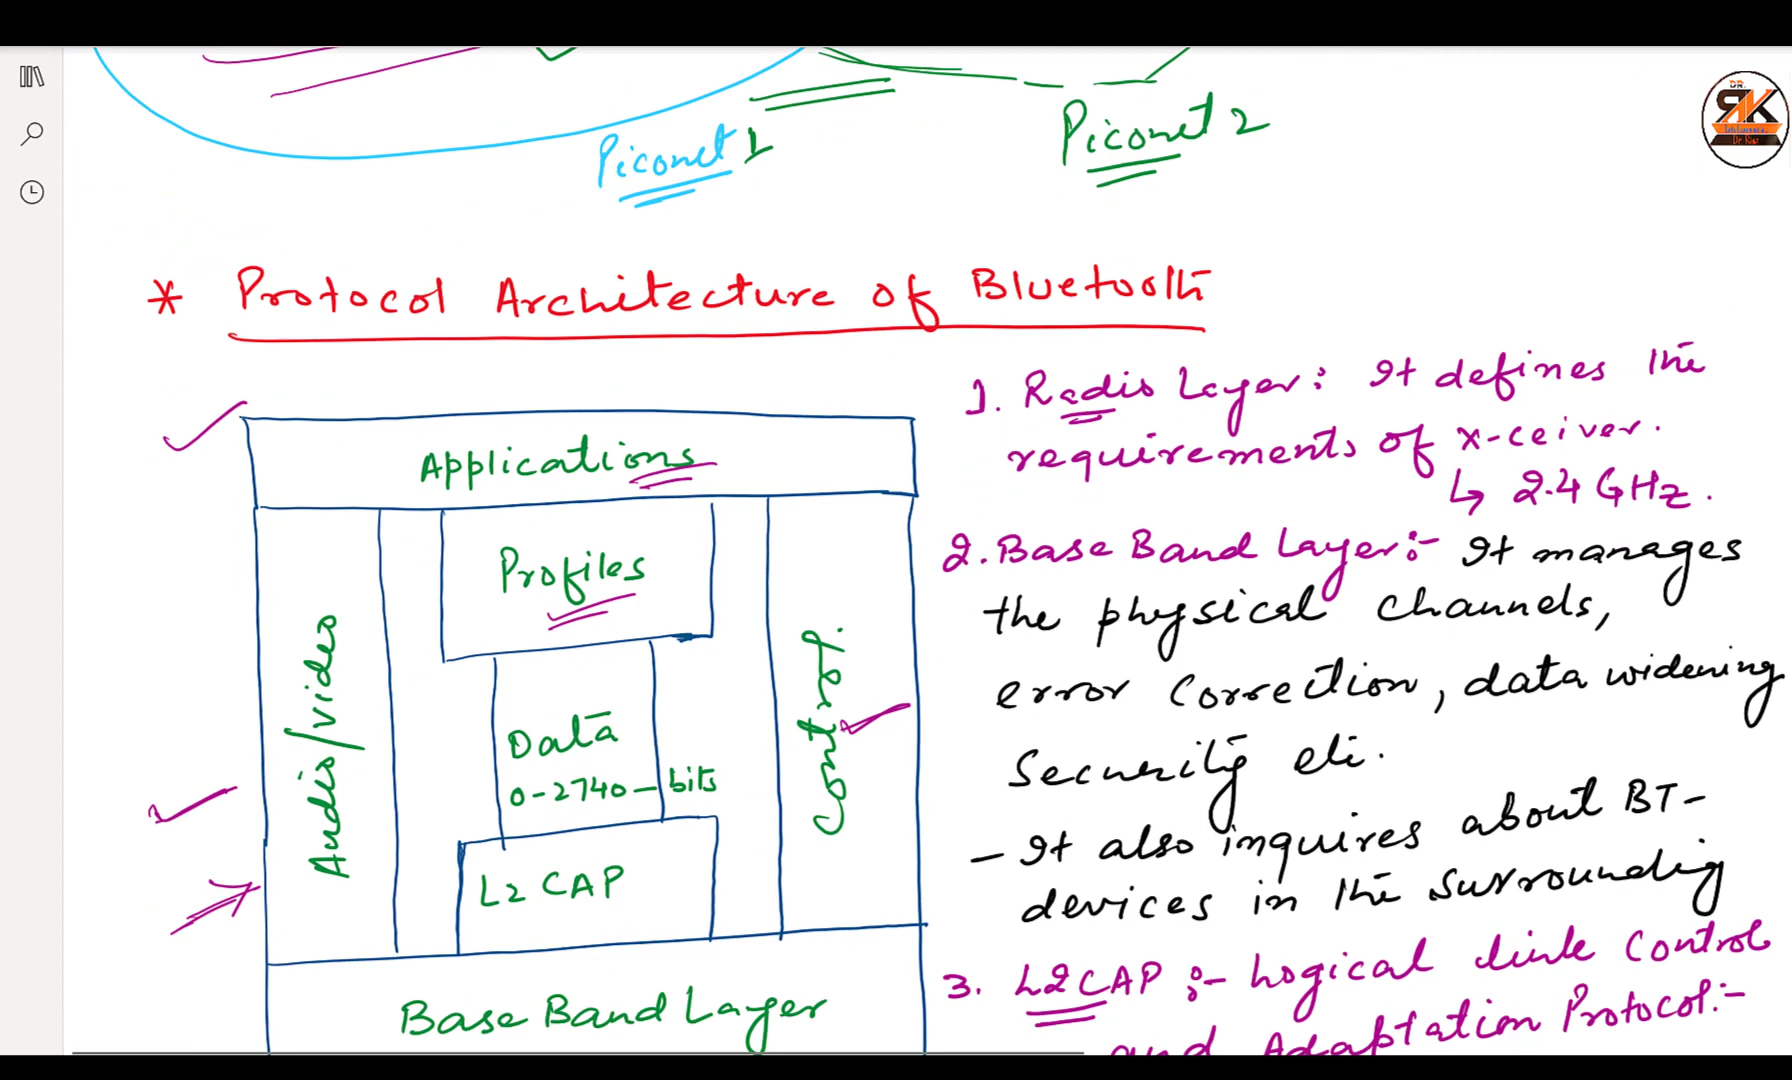 Piconet 1
Piconet 2
DR.
RK
* Protocol Architecture of Bluetooth
Applications
Profiles
Audio/video
Data
0-2740- bits
Control.
L2 CAP
Base Band Layer
1. Radio Layer: It defines the
requirements of x-ceiver.
↳ 2.4 GHz.
2. Base Band Layer:- It manages
the physical channels,
error correction, data widening
Security etc.
- It also inquires about BT-
devices in the surrounding
3. L2CAP :- Logical Link Control
and Adaptation Protocol:-